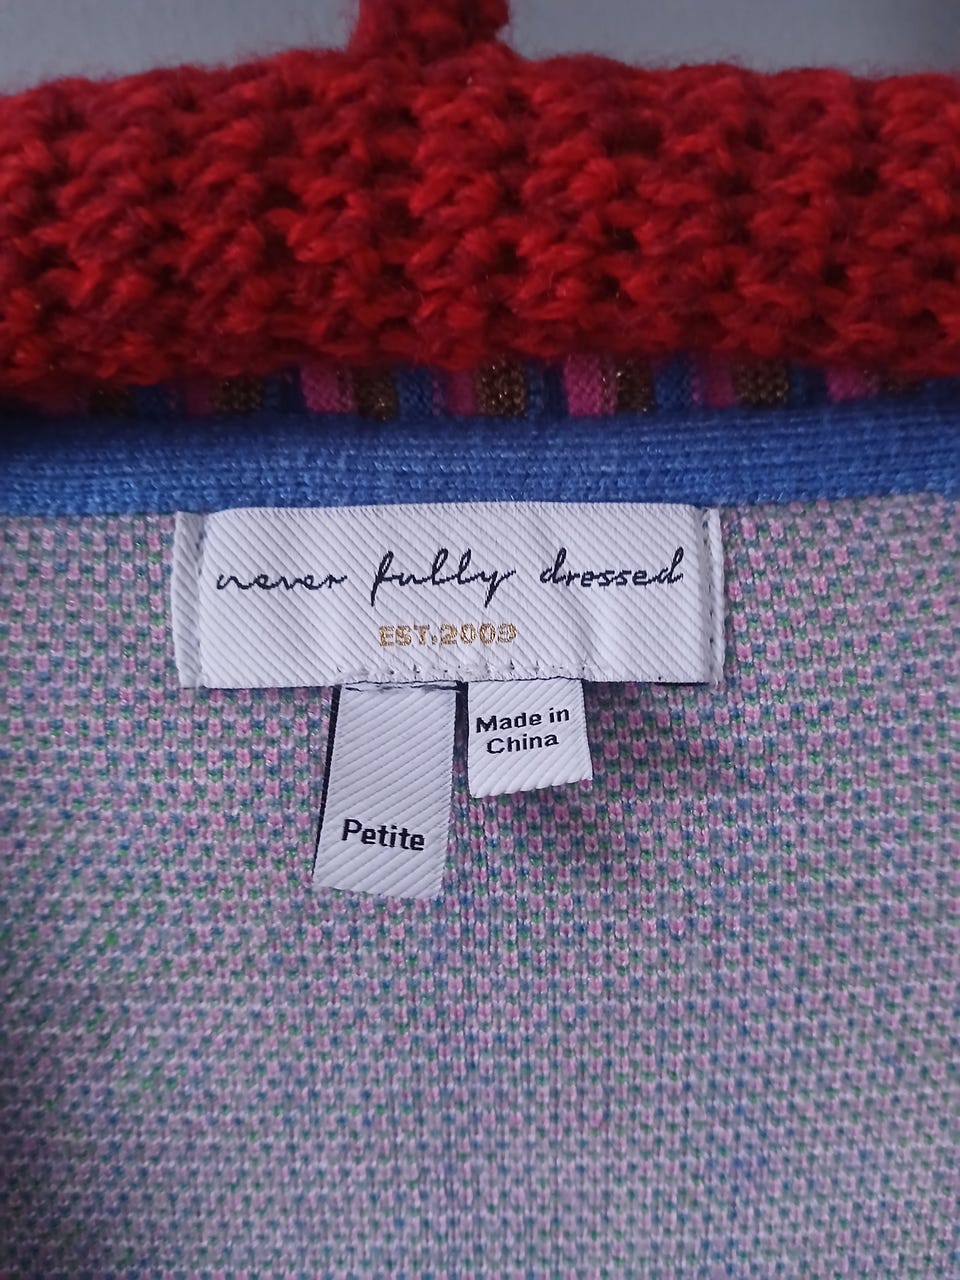 never fully dressed
EST.2009
Made in
China
Petite